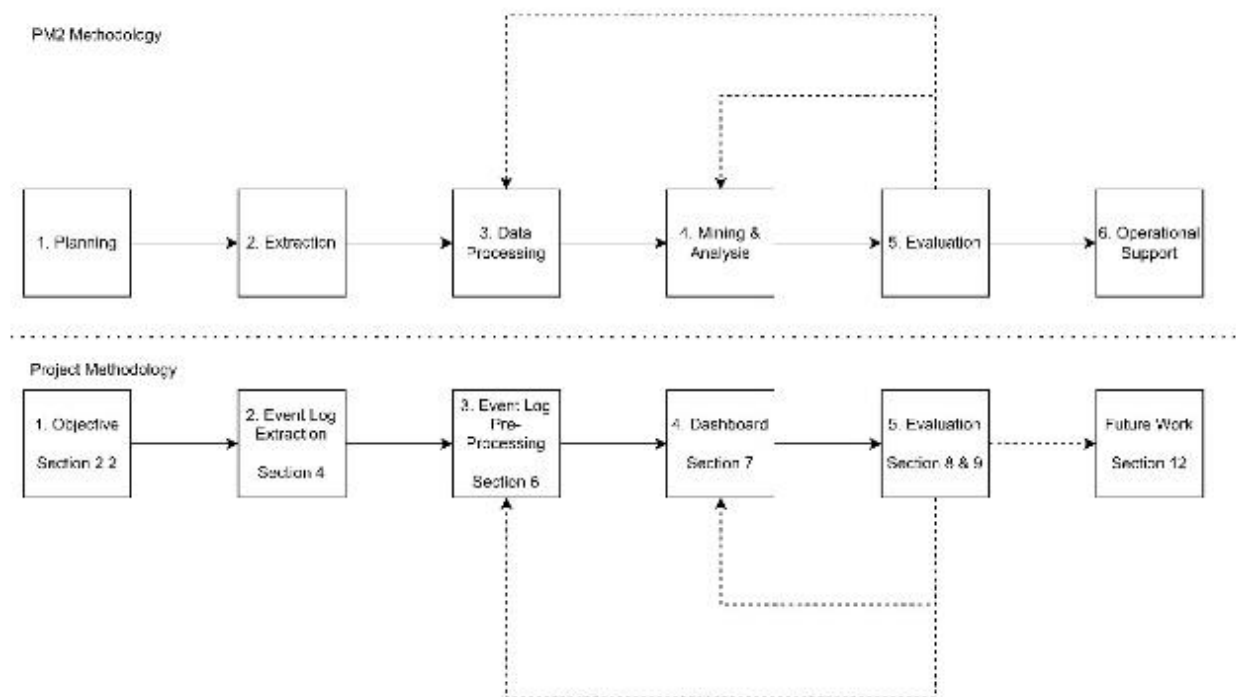 PM2 Methodology
1. Planning
2. Extraction
3. Data
Processing
4. Mining &
Analysis
5. Evaluation
6. Operational
Support
Project Methodology
1. Objective
Section 2.2
2. Event Log
Extraction
Section 4
3. Event Log
Pre-
Processing
Section 6
4. Dashboard
Section 7
5. Evaluation
Section 8 & 9
Future Work
Section 12